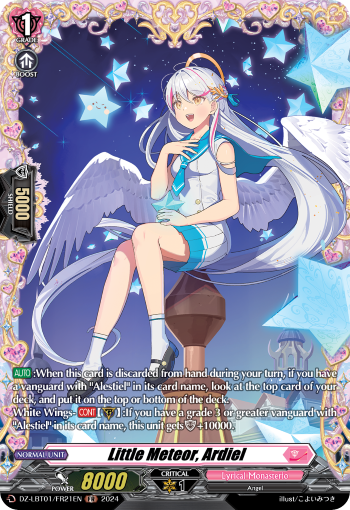 1
GRADE
BOOST
5000
SHIELD
AUTO :When this card is discarded from hand during your turn, if you have
a vanguard with "Alestiel" in its card name, look at the top card of your
deck, and put it on the top or bottom of the deck.
White Wings- CONT [ ] :If you have a grade 3 or greater vanguard with
"Alestiel" in its card name, this unit gets +10000.
NORMAL UNIT
Little Meteor, Ardiel
POWER 8000
CRITICAL
1
Lyrical Monasterio
Angel
DZ-LBT01/FR21EN FR 2024
illust/こよいみつき